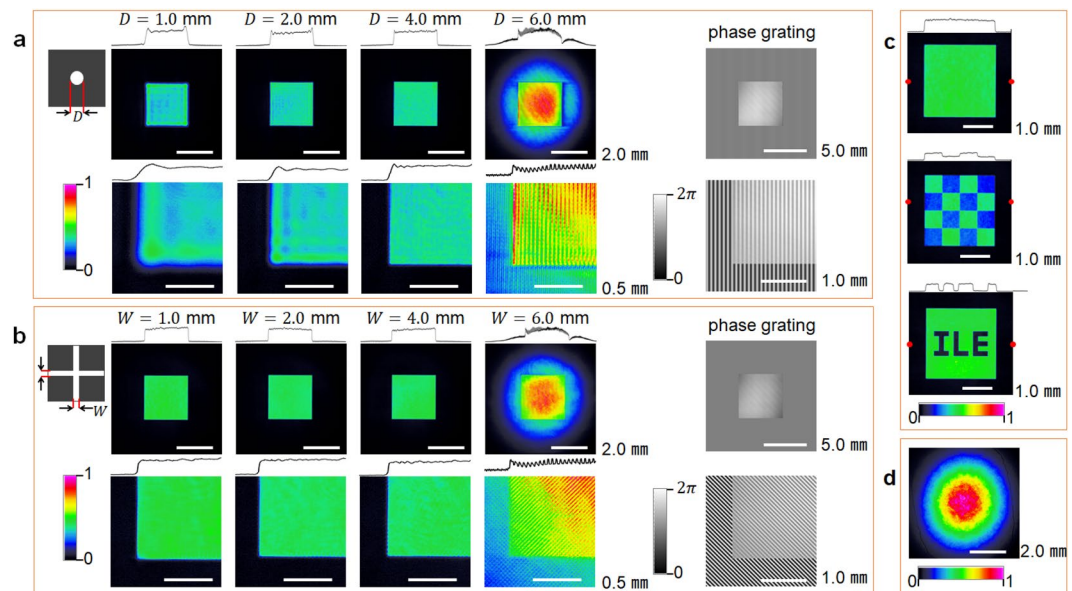 a
D = 1.0 mm
D = 2.0 mm
D = 4.0 mm
D = 6.0 mm
phase grating
D
2.0 mm
5.0 mm
1
0
2π
0
0.5 mm
1.0 mm
b
W = 1.0 mm
W = 2.0 mm
W = 4.0 mm
W = 6.0 mm
phase grating
W
2.0 mm
5.0 mm
1
0
2π
0
0.5 mm
1.0 mm
c
1.0 mm
1.0 mm
ILE
1.0 mm
0 1
d
2.0 mm
0 1